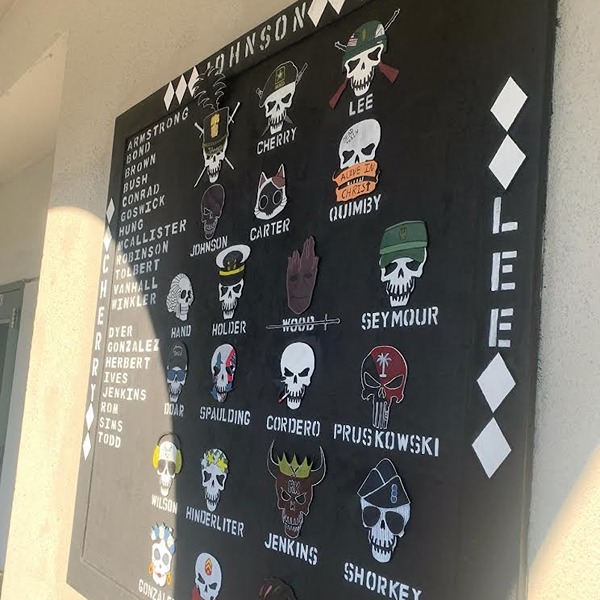 JOHNSON
ARMSTRONG
BOND
BROWN
BUSH
CONRAD
GOSWICK
HUNG
MCALLISTER
ROBINSON
TOLBERT
VANHALL
WINKLER
DYER
GONZALEZ
HERBERT
IVES
JENKINS
ROH
SIMS
TODD
CHERRY
LEE
CHERRY
LEE
ALIVE IN
CHRIST
JOHNSON
CARTER
QUIMBY
HAND
HOLDER
WOOD
SEYMOUR
DOAR
SPAULDING
CORDERO
PRUSKOWSKI
WILSON
HINDERLITER
JENKINS
SHORKEY